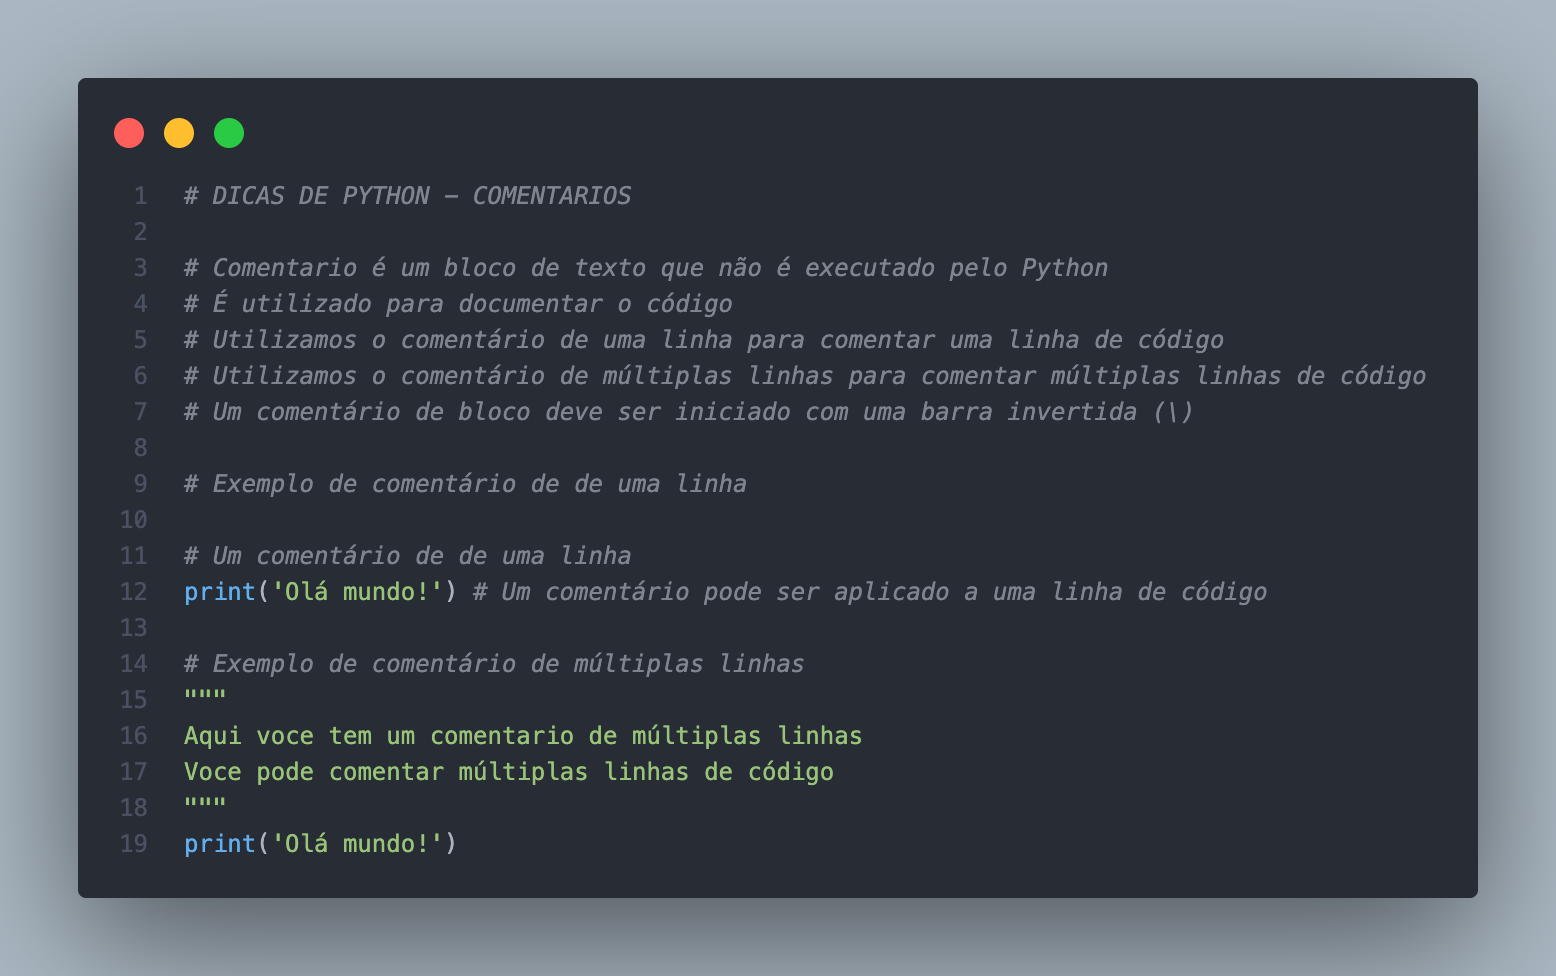 1 # DICAS DE PYTHON - COMENTARIOS
2
3 # Comentario é um bloco de texto que não é executado pelo Python
4 # É utilizado para documentar o código
5 # Utilizamos o comentário de uma linha para comentar uma linha de código
6 # Utilizamos o comentário de múltiplas linhas para comentar múltiplas linhas de código
7 # Um comentário de bloco deve ser iniciado com uma barra invertida (\)
8
9 # Exemplo de comentário de de uma linha
10
11 # Um comentário de de uma linha
12 print('Olá mundo!') # Um comentário pode ser aplicado a uma linha de código
13
14 # Exemplo de comentário de múltiplas linhas
15 """
16 Aqui voce tem um comentario de múltiplas linhas
17 Voce pode comentar múltiplas linhas de código
18 """
19 print('Olá mundo!')